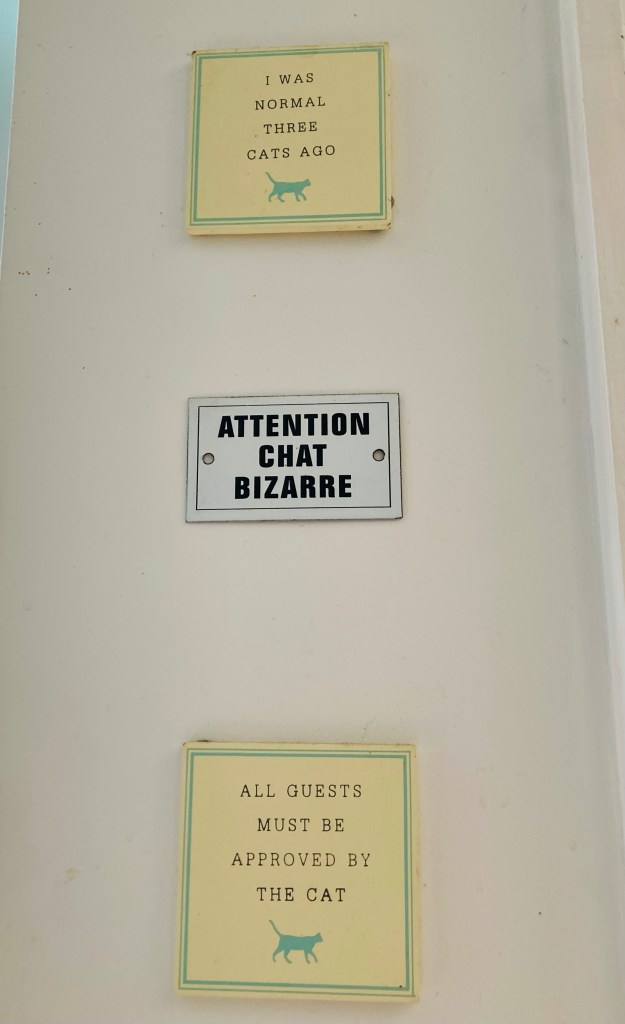 I WAS
NORMAL
THREE
CATS AGO
ATTENTION
CHAT
BIZARRE
ALL GUESTS
MUST BE
APPROVED BY
THE CAT